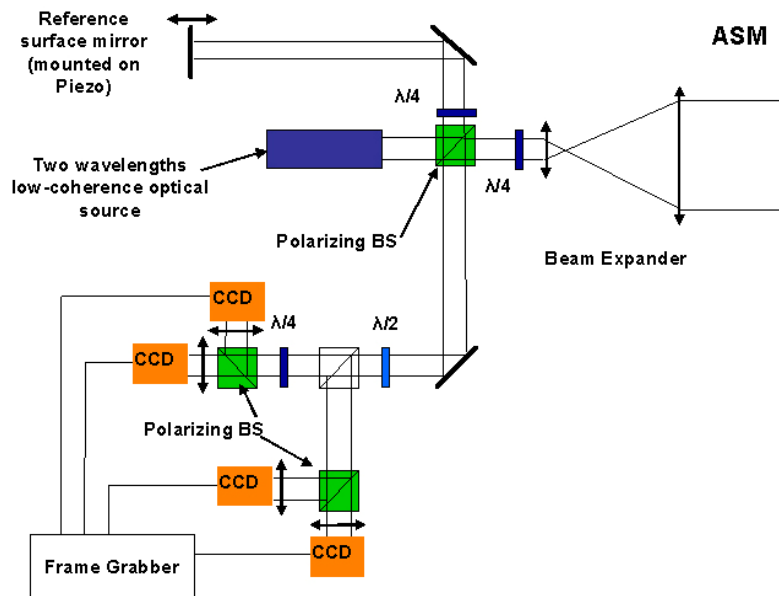 Reference
surface mirror
(mounted on
Piezo)
ASM
λ/4
Two wavelengths
low-coherence optical
source
λ/4
Polarizing BS
Beam Expander
CCD
λ/4
λ/2
CCD
Polarizing BS
CCD
CCD
Frame Grabber